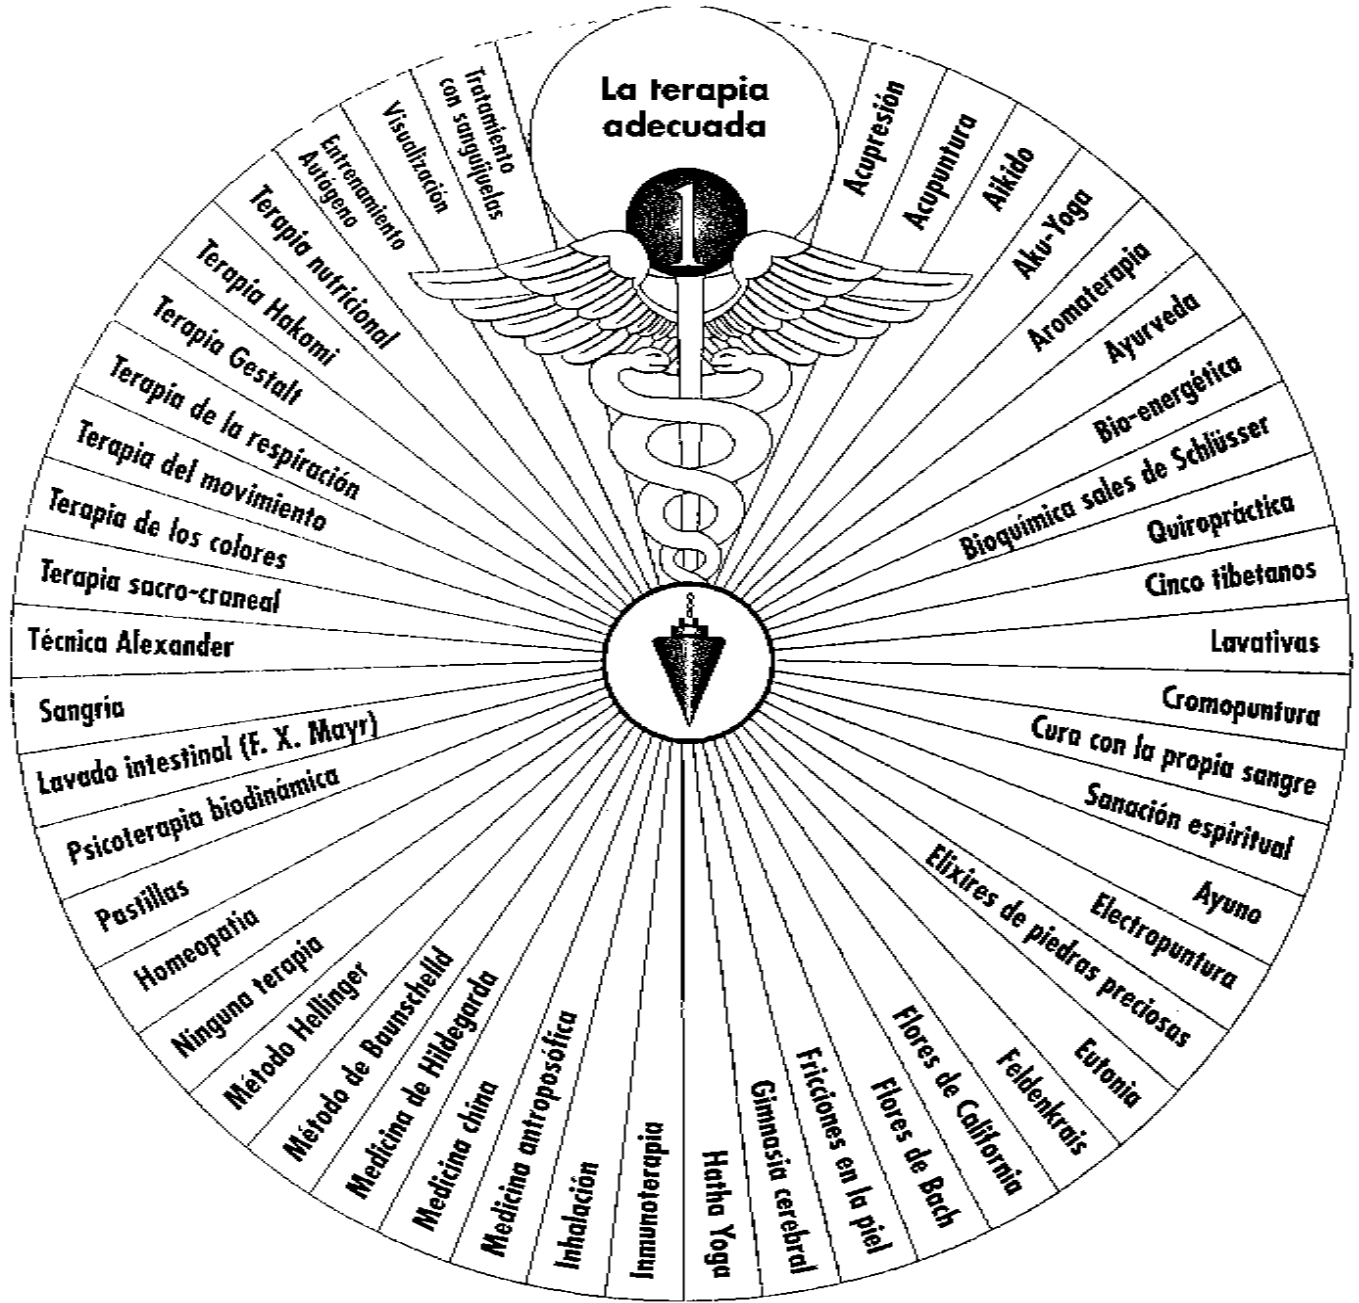 La terapia
adecuada
1
Acupresión
Acupuntura
Aikido
Aku-Yoga
Aromaterapia
Ayurveda
Bio-energética
Bioquímica sales de Schlüsser
Quiropráctica
Cinco tibetanos
Lavativas
Cromopuntura
Cura con la propia sangre
Sanación espiritual
Ayuno
Electropuntura
Elixires de piedras preciosas
Eutonia
Feldenkrais
Flores de California
Flores de Bach
Fricciones en la piel
Gimnasia cerebral
Hatha Yoga
Inmunoterapia
Inhalación
Medicina antroposófica
Medicina china
Medicina de Hildegarda
Método de Baunschelld
Método Hellinger
Ninguna terapia
Homeopatia
Pastillas
Psicoterapia biodinámica
Lavado intestinal (F. X. Mayr)
Sangria
Técnica Alexander
Terapia sacro-craneal
Terapia de los colores
Terapia del movimiento
Terapia de la respiración
Terapia Gestalt
Terapia Hakomi
Terapia nutricional
Entrenamiento
Autógeno
Visualización
Tratamiento
con sanguijuelas